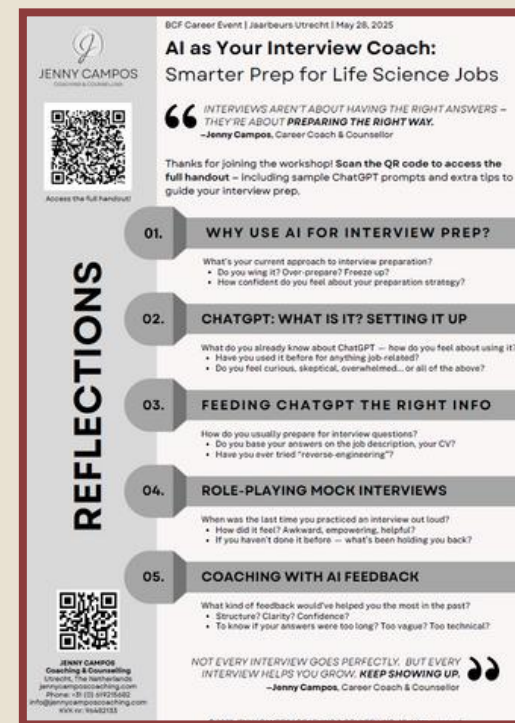 BCF Career Event | Jaarbeurs Utrecht | May 28, 2025
AI as Your Interview Coach:
Smarter Prep for Life Science Jobs
JENNY CAMPOS
COACHING & COUNSELLING
INTERVIEWS AREN'T ABOUT HAVING THE RIGHT ANSWERS –
THEY'RE ABOUT PREPARING THE RIGHT WAY.
–Jenny Campos, Career Coach & Counsellor
Access the full handout!
Thanks for joining the workshop! Scan the QR code to access the
full handout – including sample ChatGPT prompts and extra tips to
guide your interview prep.
REFLECTIONS
01. WHY USE AI FOR INTERVIEW PREP?
What's your current approach to interview preparation?
• Do you wing it? Over-prepare? Freeze up?
• How confident do you feel about your preparation strategy?
02. CHATGPT: WHAT IS IT? SETTING IT UP
What do you already know about ChatGPT — how do you feel about using it?
• Have you used it before for anything job-related?
• Do you feel curious, skeptical, overwhelmed... or all of the above?
03. FEEDING CHATGPT THE RIGHT INFO
How do you usually prepare for interview questions?
• Do you base your answers on the job description, your CV?
• Have you ever tried "reverse-engineering"?
04. ROLE-PLAYING MOCK INTERVIEWS
When was the last time you practiced an interview out loud?
• How did it feel? Awkward, empowering, helpful?
• If you haven't done it before — what's been holding you back?
05. COACHING WITH AI FEEDBACK
What kind of feedback would've helped you the most in the past?
• Structure? Clarity? Confidence?
• To know if your answers were too long? Too vague? Too technical?
JENNY CAMPOS
Coaching & Counselling
Utrecht, The Netherlands
jennycamposcoaching.com
Phone: +31 (0) 619215682
info@jennycamposcoaching.com
KVK nr: 96482133
NOT EVERY INTERVIEW GOES PERFECTLY. BUT EVERY
INTERVIEW HELPS YOU GROW. KEEP SHOWING UP.
–Jenny Campos, Career Coach & Counsellor